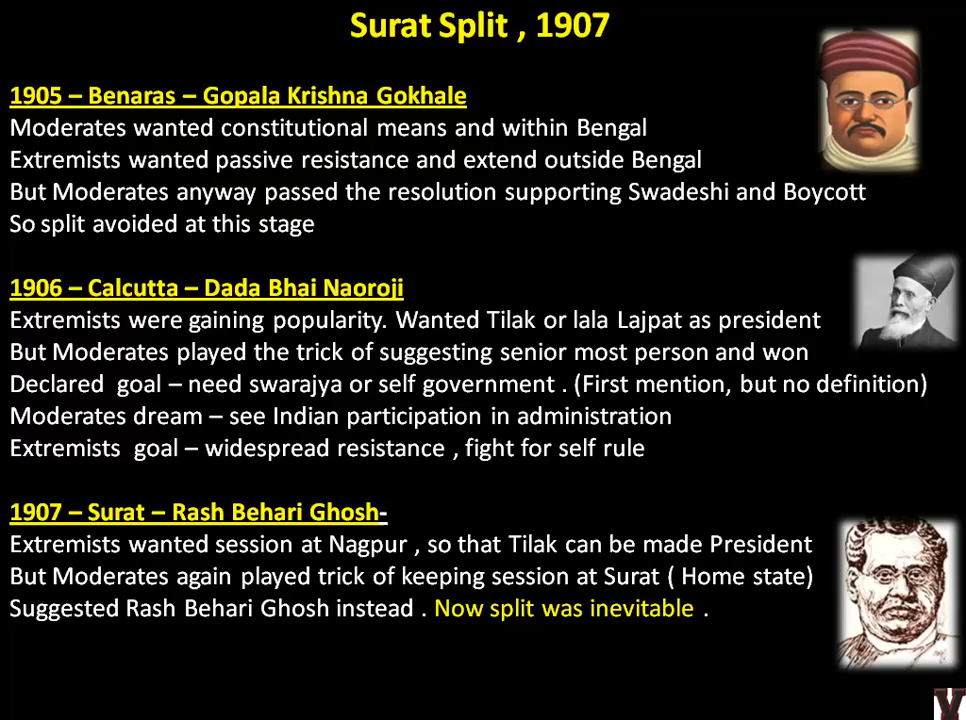 Surat Split , 1907
1905 – Benaras – Gopala Krishna Gokhale
Moderates wanted constitutional means and within Bengal
Extremists wanted passive resistance and extend outside Bengal
But Moderates anyway passed the resolution supporting Swadeshi and Boycott
So split avoided at this stage
1906 – Calcutta – Dada Bhai Naoroji
Extremists were gaining popularity. Wanted Tilak or lala Lajpat as president
But Moderates played the trick of suggesting senior most person and won
Declared goal – need swarajya or self government . (First mention, but no definition)
Moderates dream – see Indian participation in administration
Extremists goal – widespread resistance , fight for self rule
1907 – Surat – Rash Behari Ghosh-
Extremists wanted session at Nagpur , so that Tilak can be made President
But Moderates again played trick of keeping session at Surat ( Home state)
Suggested Rash Behari Ghosh instead . Now split was inevitable .
V